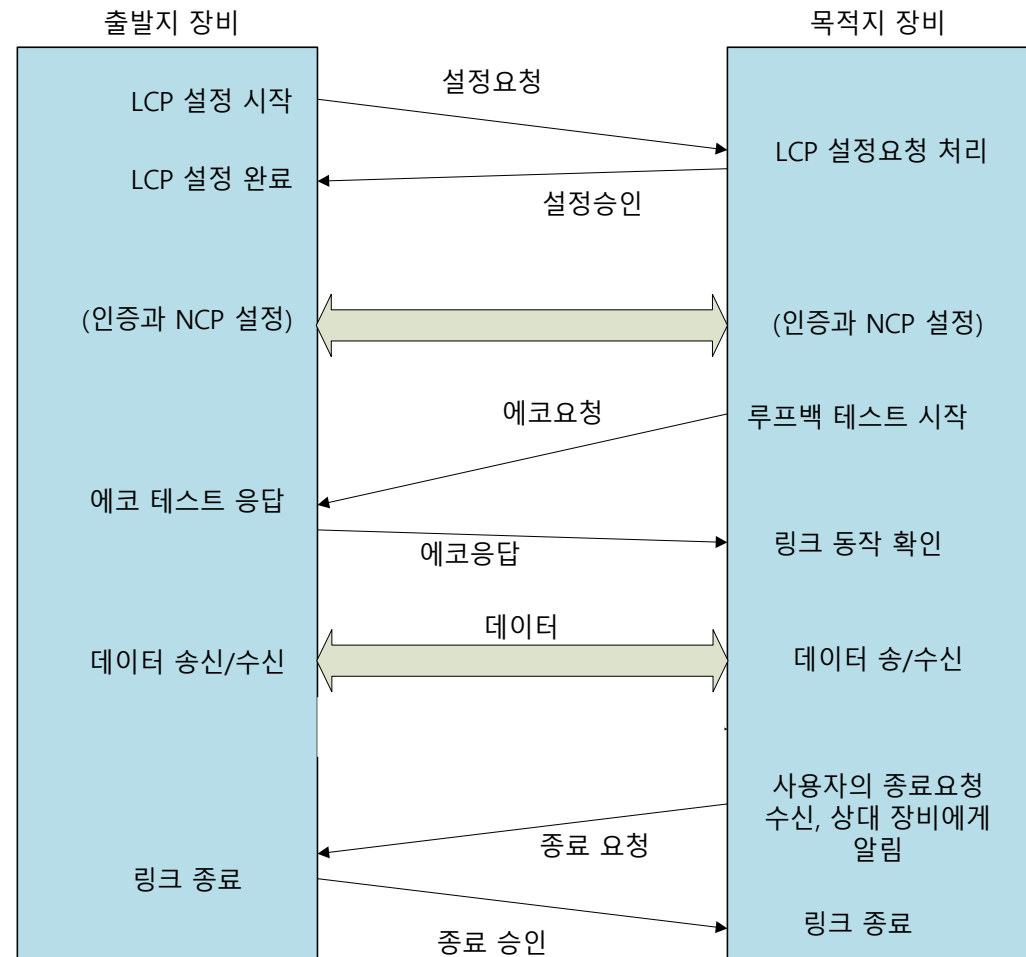 출발지 장비
목적지 장비
설정요청
LCP 설정 시작
LCP 설정요청 처리
LCP 설정 완료
설정승인
(인증과 NCP 설정)
(인증과 NCP 설정)
에코요청
루프백 테스트 시작
에코 테스트 응답
에코응답
링크 동작 확인
데이터
데이터 송신/수신
데이터 송/수신
사용자의 종료요청
수신, 상대 장비에게
알림
종료 요청
링크 종료
링크 종료
종료 승인